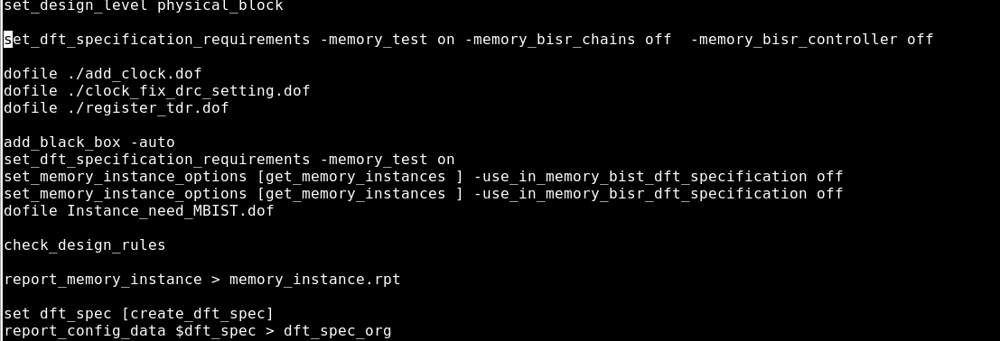 set_design_level physical_block
set_dft_specification_requirements -memory_test on -memory_bisr_chains off  -memory_bisr_controller off
dofile ./add_clock.dof
dofile ./clock_fix_drc_setting.dof
dofile ./register_tdr.dof
add_black_box -auto
set_dft_specification_requirements -memory_test on
set_memory_instance_options [get_memory_instances ] -use_in_memory_bist_dft_specification off
set_memory_instance_options [get_memory_instances ] -use_in_memory_bisr_dft_specification off
dofile Instance_need_MBIST.dof
check_design_rules
report_memory_instance > memory_instance.rpt
set dft_spec [create_dft_spec]
report_config_data $dft_spec > dft_spec_org